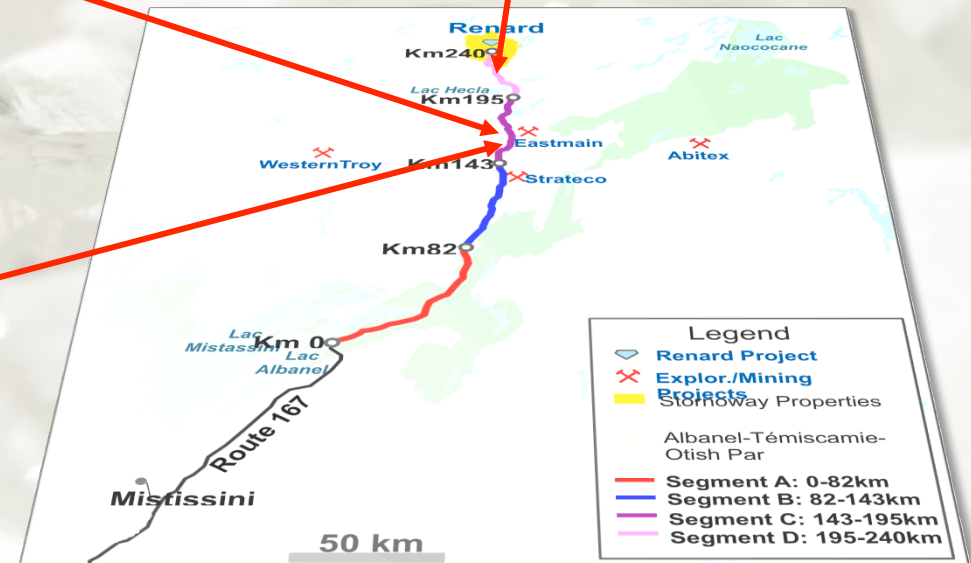 Renard
Lac
Naococane
Km240
Lac Hecla
Km195
Eastmain
Abitex
WesternTroy
Km143
Strateco
Km82
Lac
Mistassini
Km 0
Lac
Albanel
Route 167
Mistissini
50 km
Legend
Renard Project
Explor./Mining
Projects
Stornoway Properties
Albanel-Témiscamie-
Otish Par
Segment A: 0-82km
Segment B: 82-143km
Segment C: 143-195km
Segment D: 195-240km